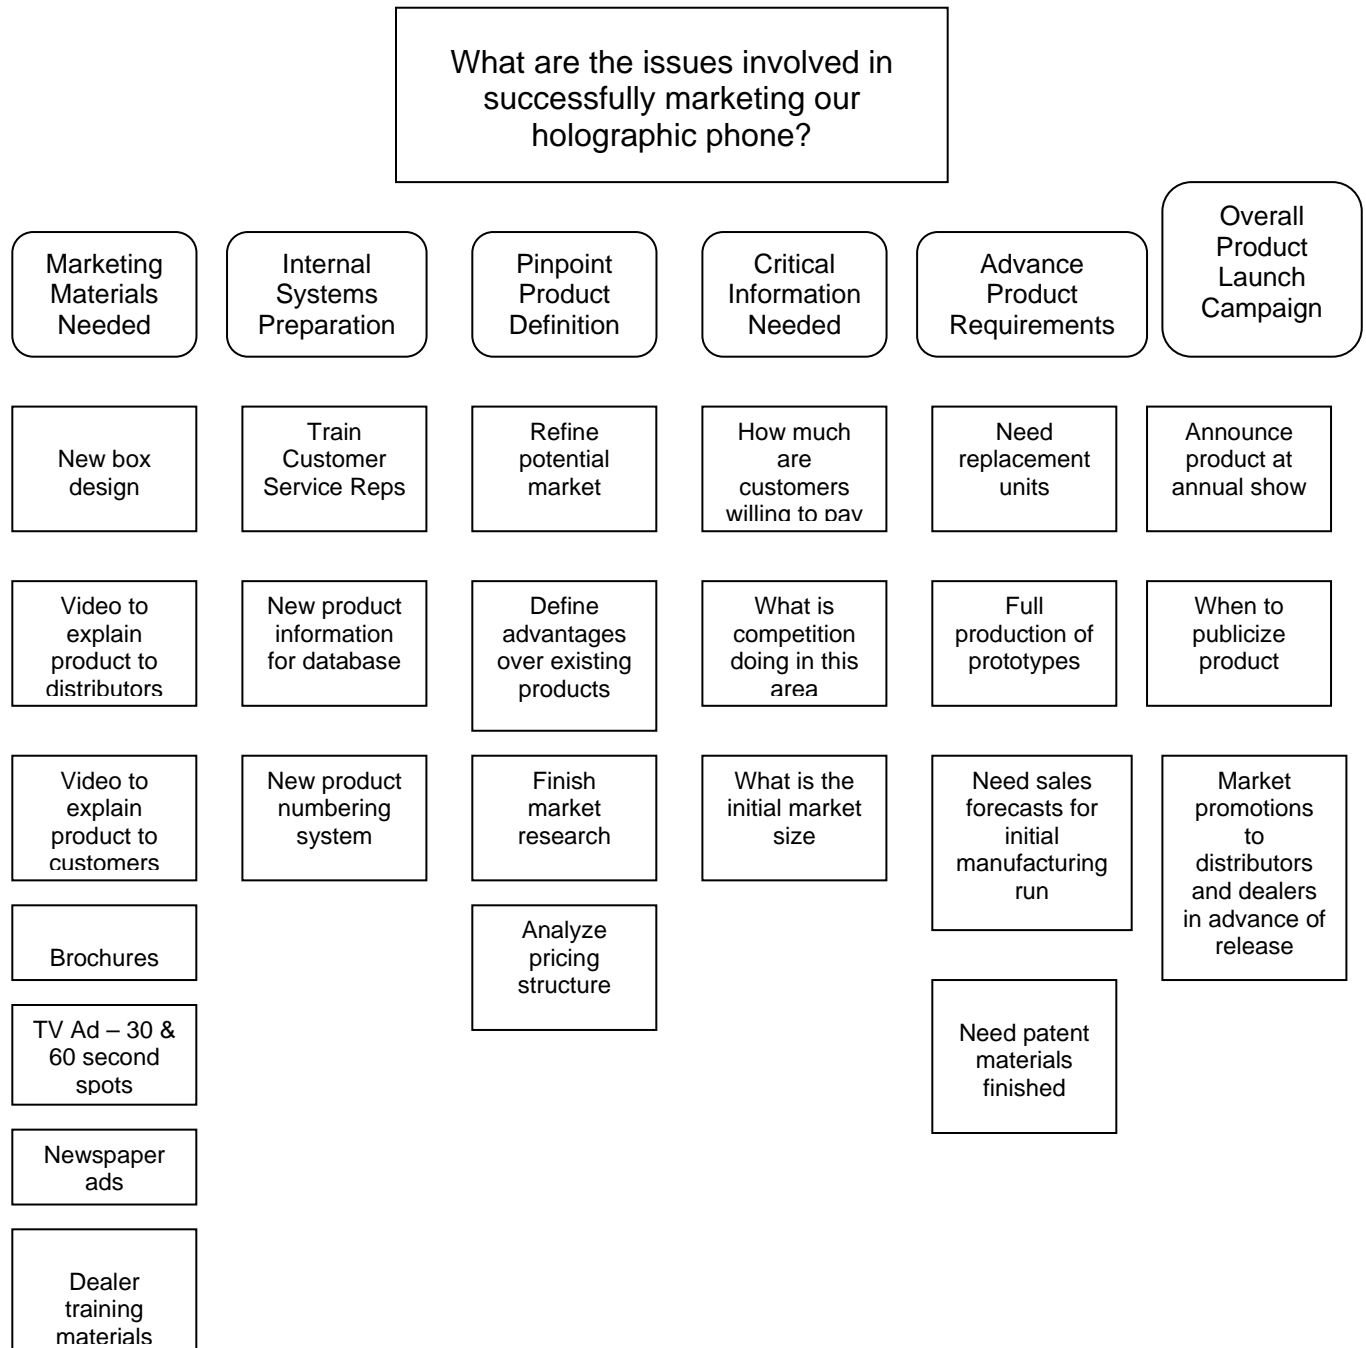 What are the issues involved in
successfully marketing our
holographic phone?
Marketing
Materials
Needed
Internal
Systems
Preparation
Pinpoint
Product
Definition
Critical
Information
Needed
Advance
Product
Requirements
Overall
Product
Launch
Campaign
New box
design
Video to
explain
product to
distributors
Video to
explain
product to
customers
Brochures
TV Ad – 30 &
60 second
spots
Newspaper
ads
Dealer
training
materials
Train
Customer
Service Reps
New product
information
for database
New product
numbering
system
Refine
potential
market
Define
advantages
over existing
products
Finish
market
research
Analyze
pricing
structure
How much
are
customers
willing to pay
What is
competition
doing in this
area
What is the
initial market
size
Need
replacement
units
Full
production of
prototypes
Need sales
forecasts for
initial
manufacturing
run
Need patent
materials
finished
Announce
product at
annual show
When to
publicize
product
Market
promotions
to
distributors
and dealers
in advance of
release